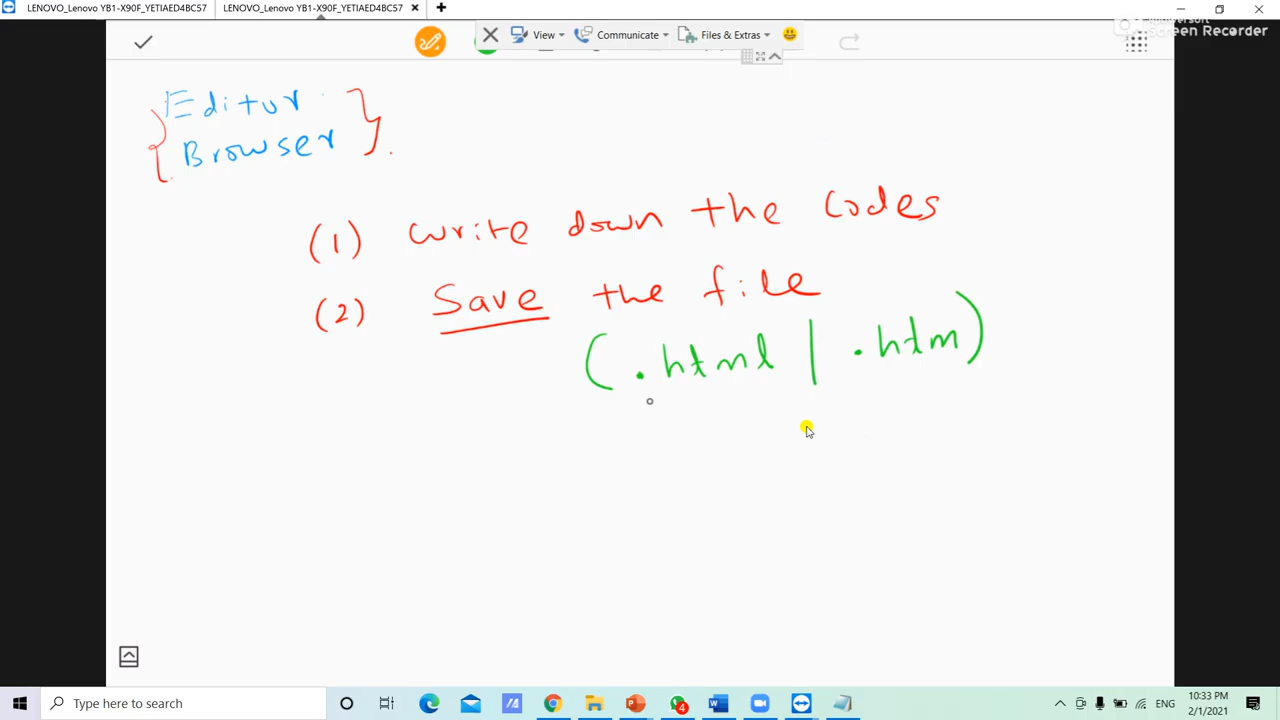 LENOVO_Lenovo YB1-X90F_YETIAED4BC57 LENOVO_Lenovo YB1-X90F_YETIAED4BC57
View Communicate Files & Extras
Screen Recorder
Editor
Browser
(1) Write down the Codes
(2) Save the file
(.html | .htm)
Type here to search
4
ENG
10:33 PM
2/1/2021